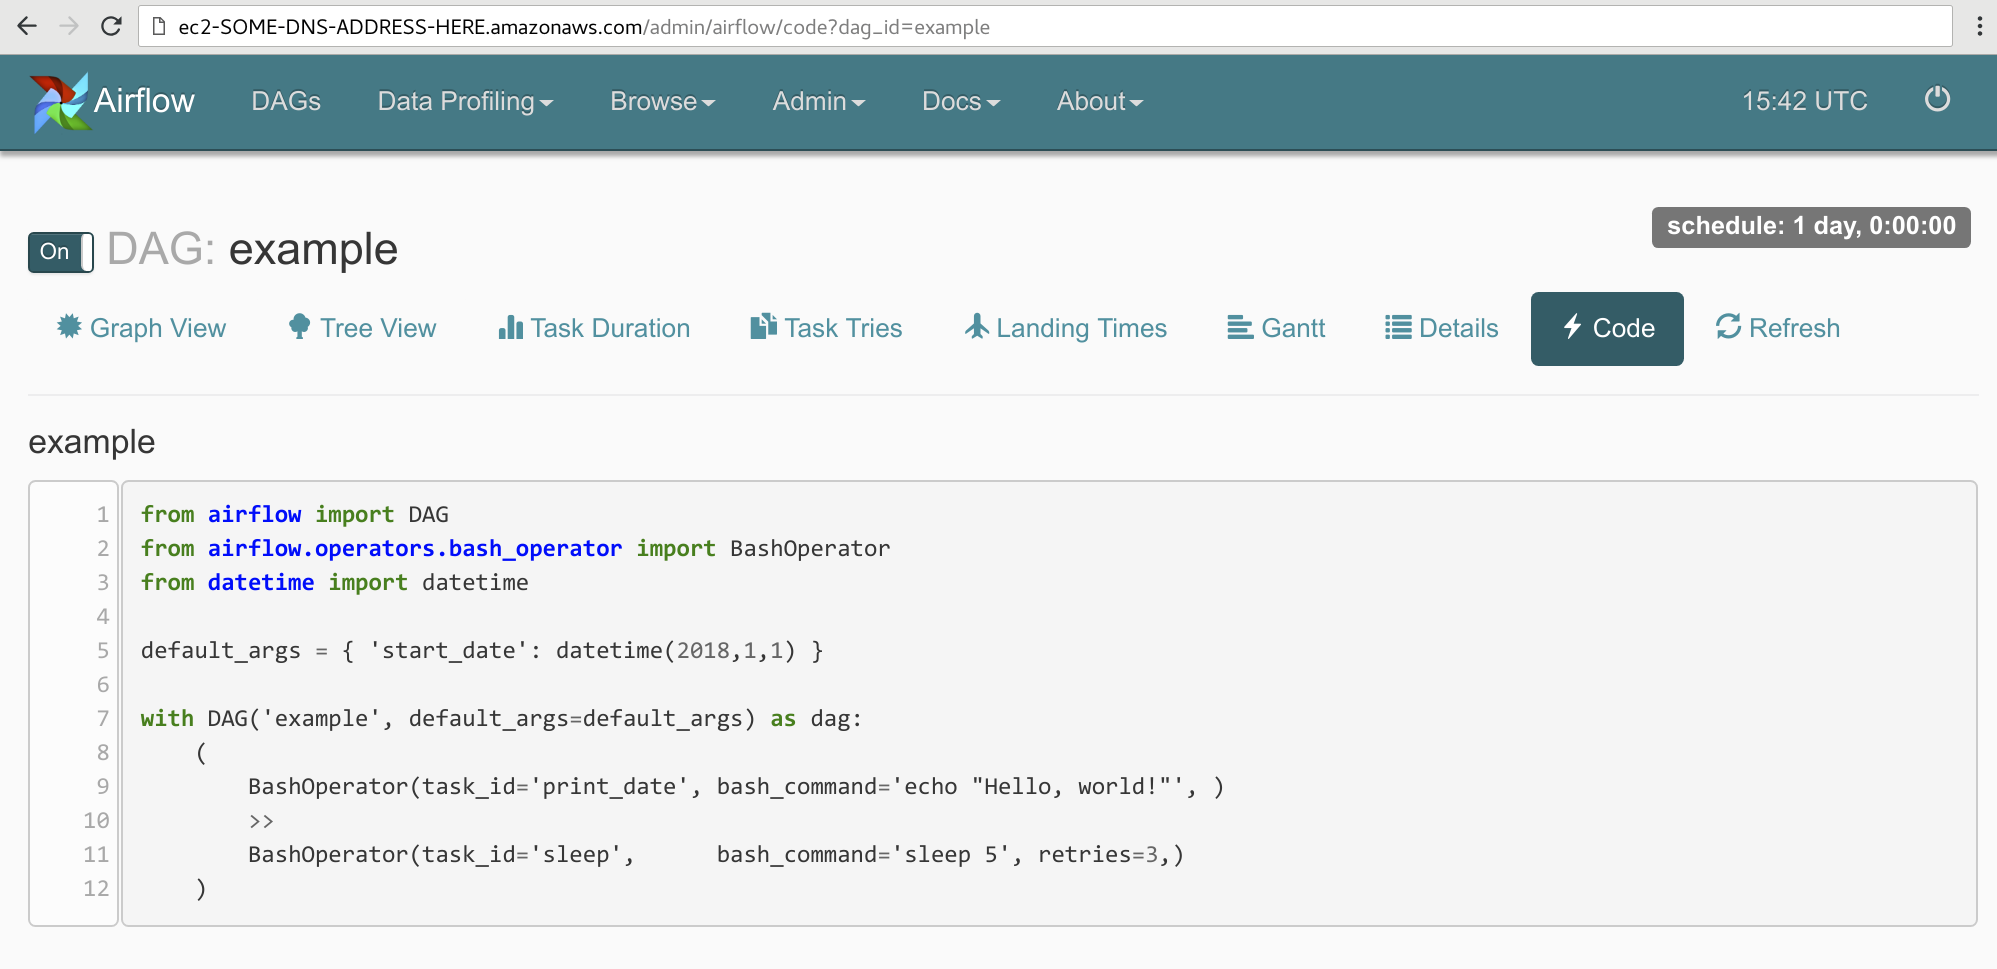 ec2-SOME-DNS-ADDRESS-HERE.amazonaws.com/admin/airflow/code?dag_id=example
Airflow DAGs Data Profiling Browse Admin Docs About 15:42 UTC
schedule: 1 day, 0:00:00
On DAG: example
Graph View Tree View Task Duration Task Tries Landing Times Gantt Details Code Refresh
example
1 from airflow import DAG
2 from airflow.operators.bash_operator import BashOperator
3 from datetime import datetime
4
5 default_args = { 'start_date': datetime(2018,1,1) }
6
7 with DAG('example', default_args=default_args) as dag:
8     (
9         BashOperator(task_id='print_date', bash_command='echo "Hello, world!"', )
10         >>
11         BashOperator(task_id='sleep',      bash_command='sleep 5', retries=3,)
12     )